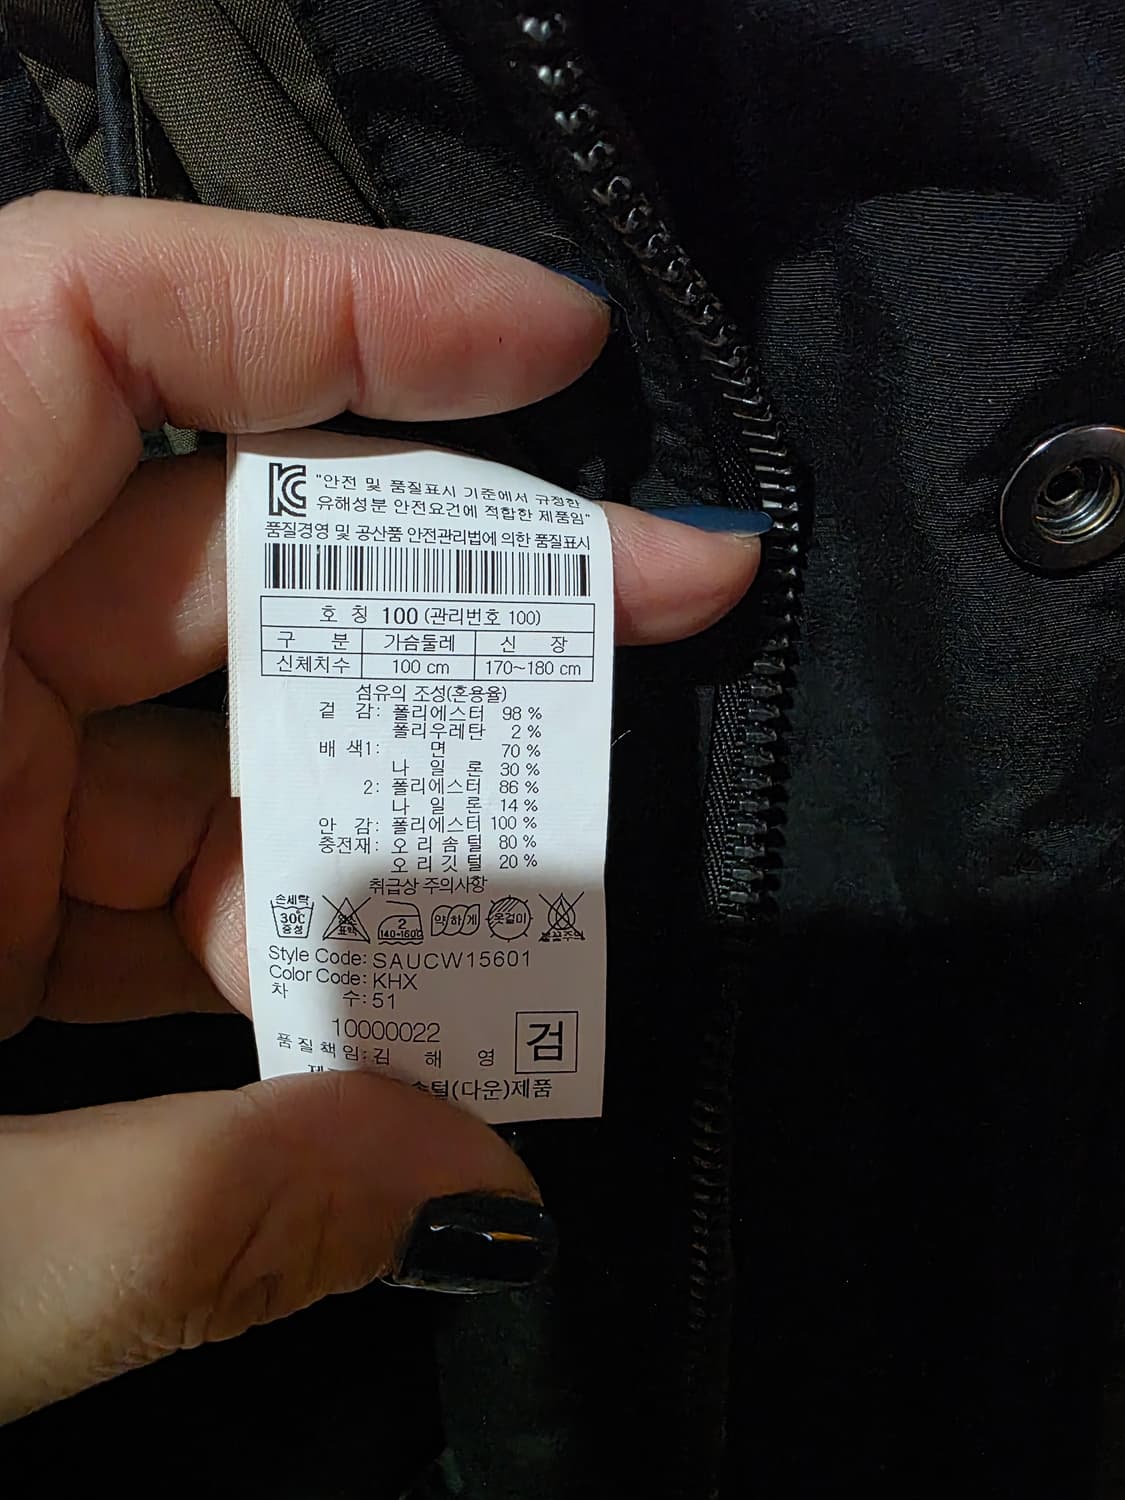 KC "안전 및 품질표시 기준에서 규정한
유해성분 안전요건에 적합한 제품임"
품질경영 및 공산품 안전관리법에 의한 품질표시
호 칭 100 (관리번호 100)
구 분 가슴둘레 신 장
신체치수 100 cm 170~180 cm
섬유의 조성(혼용율)
겉 감: 폴리에스터 98 %
폴리우레탄 2 %
배 색1: 면 70 %
나 일 론 30 %
2: 폴리에스터 86 %
나 일 론 14 %
안 감: 폴리에스터 100 %
충전재: 오 리 솜 털 80 %
오 리 깃 털 20 %
취급상 주의사항
손세탁 30℃ 중성 염소 표백 2 140-160℃ 약하게 옷걸이
Style Code: SAUCW15601
Color Code: KHX
차 수: 51
10000022
품 질 책 임: 김 해 영 검
솜털(다운)제품